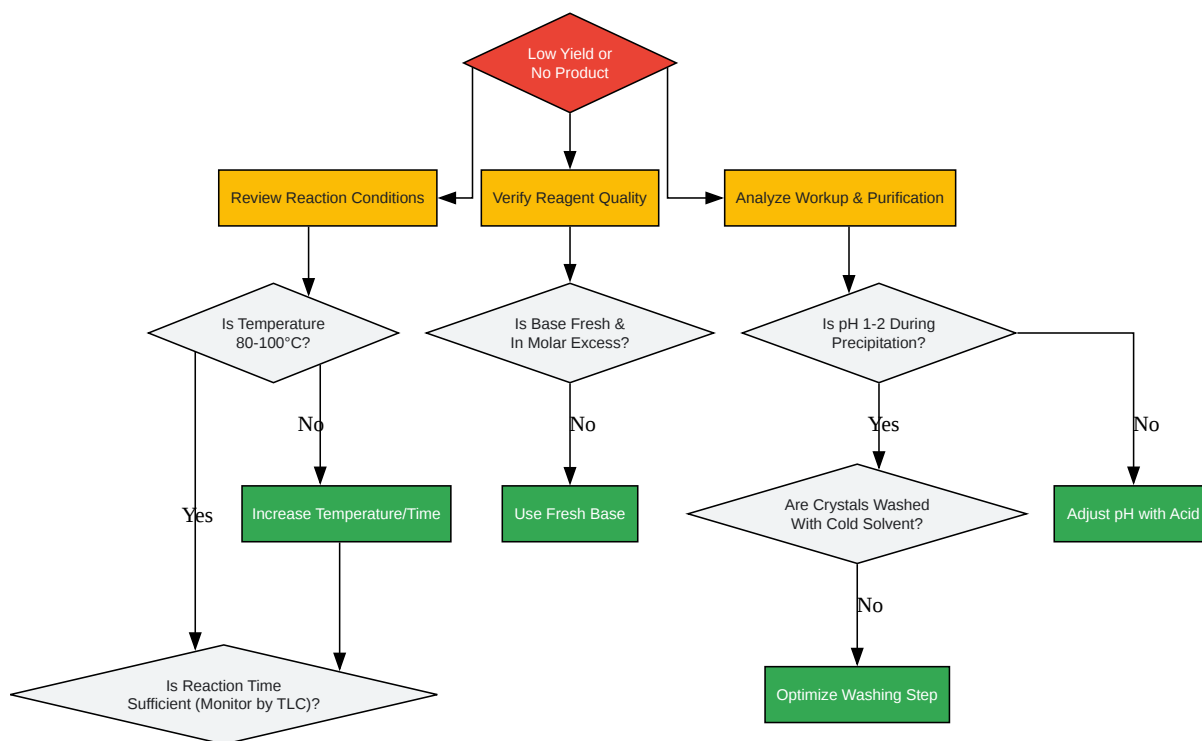 Low Yield or
No Product
Review Reaction Conditions
Verify Reagent Quality
Analyze Workup & Purification
Is Temperature
80-100°C?
Is Base Fresh &
In Molar Excess?
Is pH 1-2 During
Precipitation?
No
No
Yes
No
Yes
Increase Temperature/Time
Use Fresh Base
Are Crystals Washed
With Cold Solvent?
Adjust pH with Acid
No
Is Reaction Time
Sufficient (Monitor by TLC)?
Optimize Washing Step